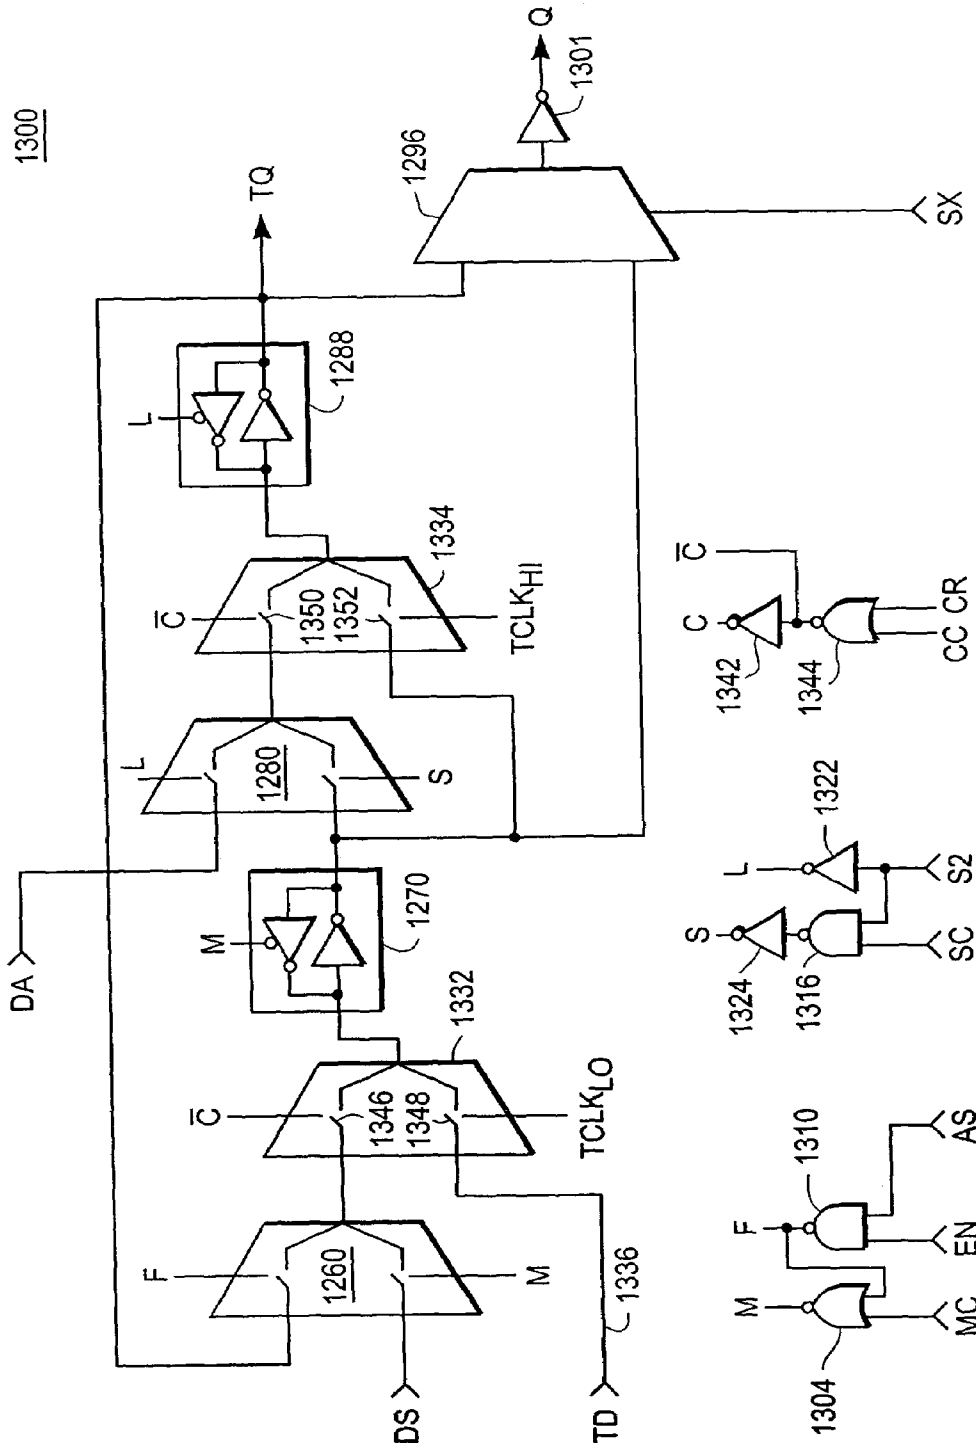 1300
DA
TQ
Q
1301
1296
SX
L
1288
C̅
1350
1352
1334
TCLKHI
L
1280
S
M
1270
C̅
1346
1348
1332
TCLKLO
F
1260
M
DS
TD
1336
M
F
1310
1304
MC
EN
AS
S
L
1324
1322
1316
SC
S2
C
C̅
1342
1344
CC
CR